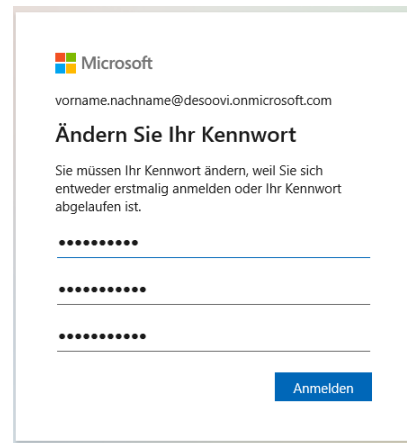 Microsoft
vorname.nachname@desoovi.onmicrosoft.com
Ändern Sie Ihr Kennwort
Sie müssen Ihr Kennwort ändern, weil Sie sich
entweder erstmalig anmelden oder Ihr Kennwort
abgelaufen ist.
••••••••••
•••••••••••
•••••••••••
Anmelden